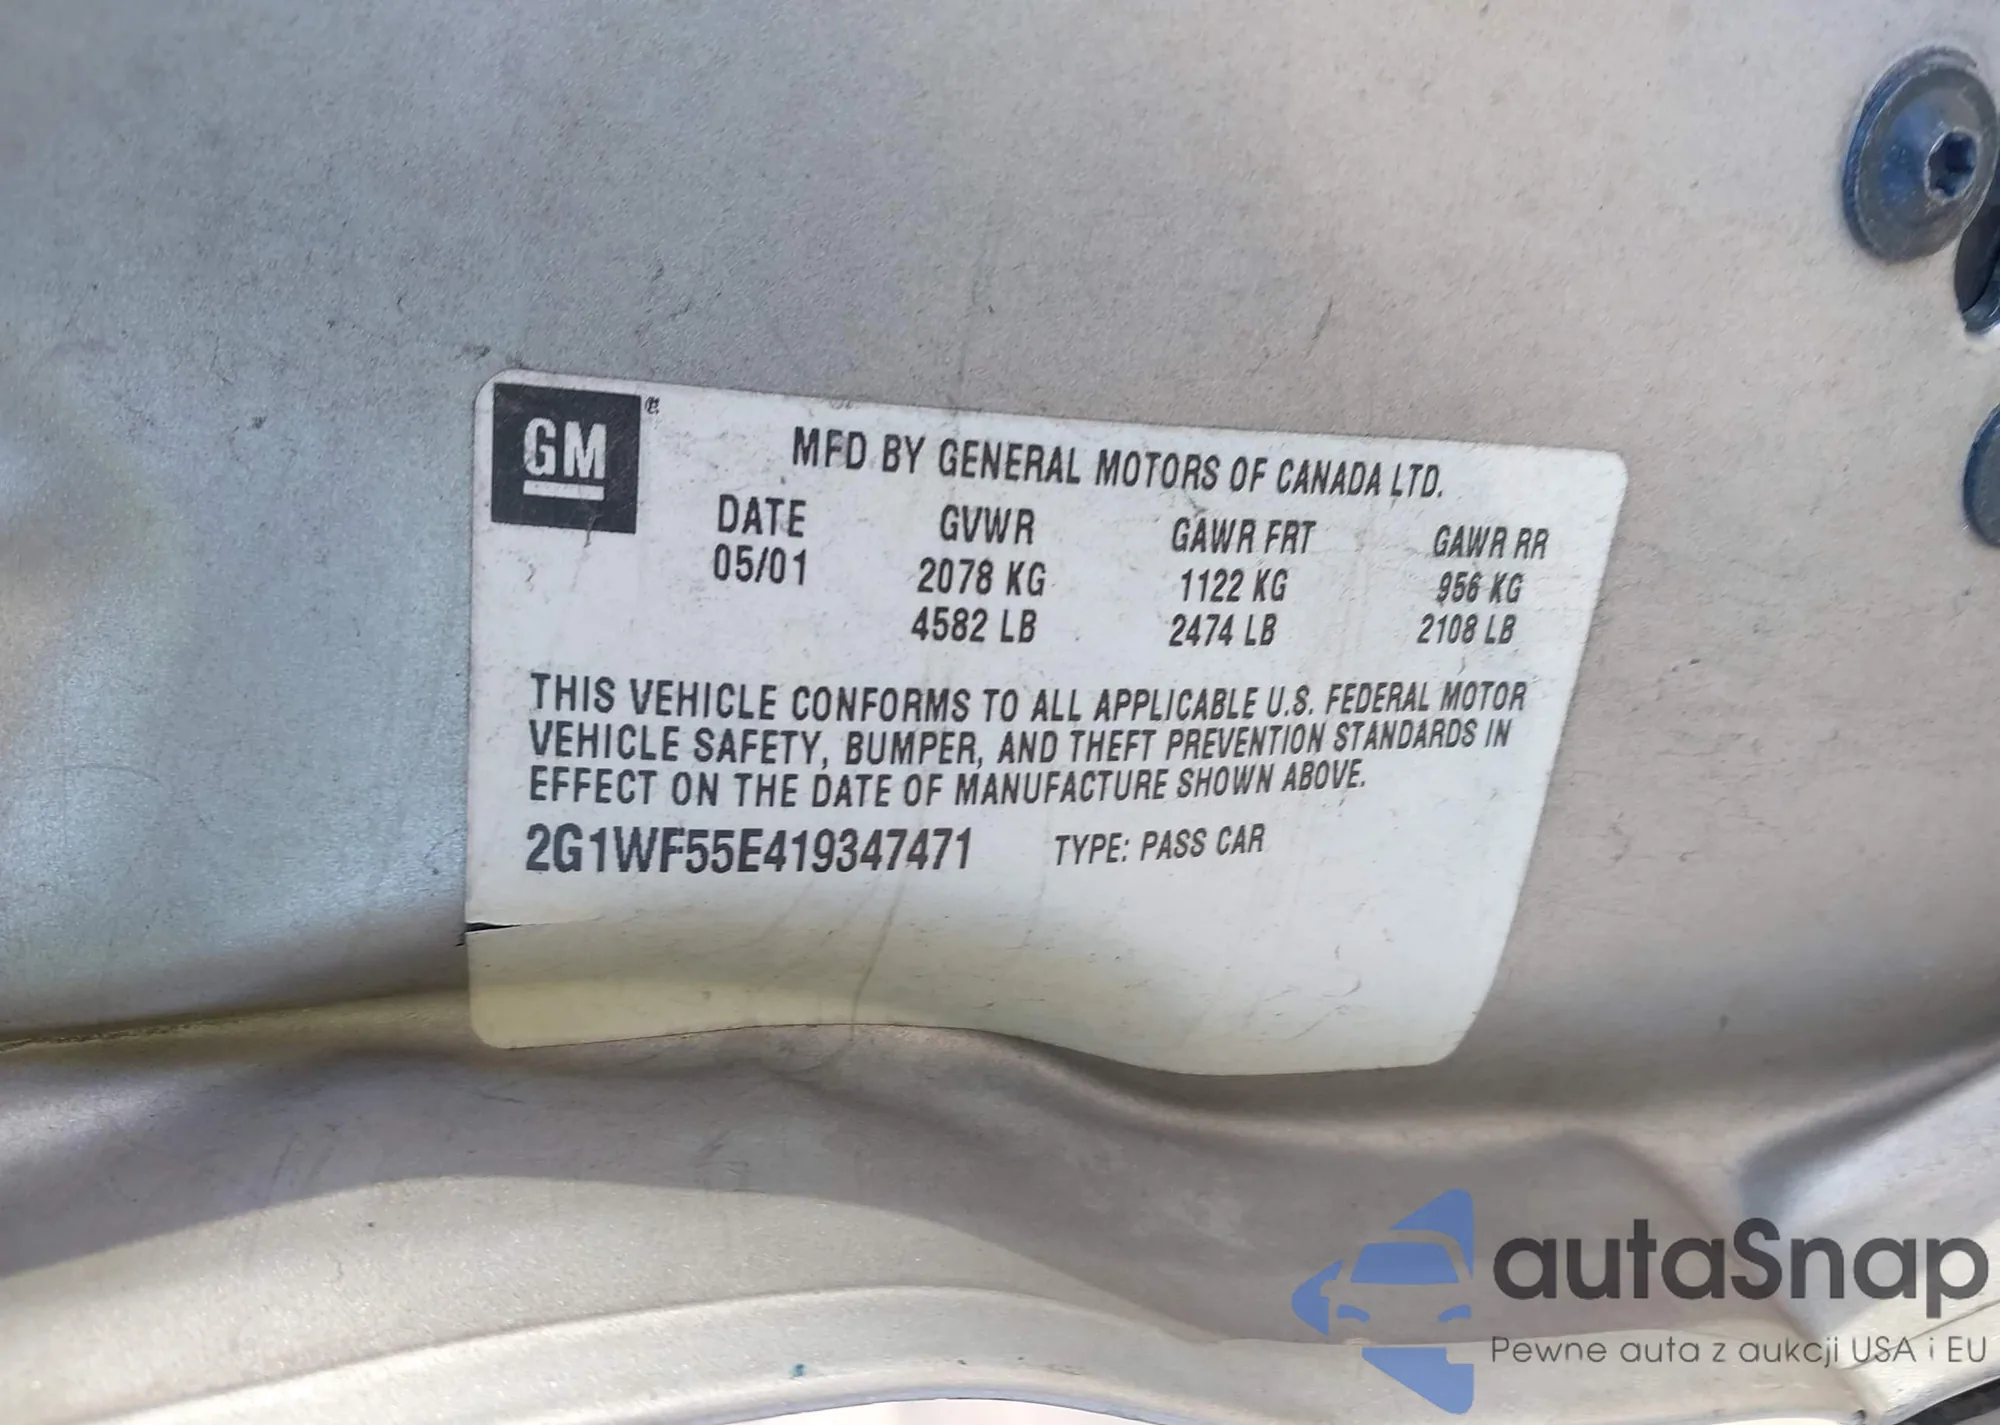 GM
MFD BY GENERAL MOTORS OF CANADA LTD.
DATE GVWR GAWR FRT GAWR RR
05/01 2078 KG 1122 KG 956 KG
4582 LB 2474 LB 2108 LB
THIS VEHICLE CONFORMS TO ALL APPLICABLE U.S. FEDERAL MOTOR
VEHICLE SAFETY, BUMPER, AND THEFT PREVENTION STANDARDS IN
EFFECT ON THE DATE OF MANUFACTURE SHOWN ABOVE.
2G1WF55E419347471 TYPE: PASS CAR
autaSnap
Pewne auta z aukcji USA i EU